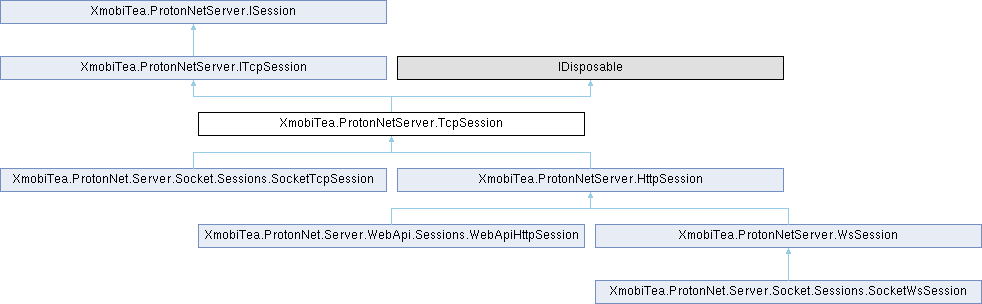 XmobiTea.ProtonNetServer.ISession
XmobiTea.ProtonNetServer.ITcpSession
IDisposable
XmobiTea.ProtonNetServer.TcpSession
XmobiTea.ProtonNet.Server.Socket.Sessions.SocketTcpSession
XmobiTea.ProtonNetServer.HttpSession
XmobiTea.ProtonNet.Server.WebApi.Sessions.WebApiHttpSession
XmobiTea.ProtonNetServer.WsSession
XmobiTea.ProtonNet.Server.Socket.Sessions.SocketWsSession